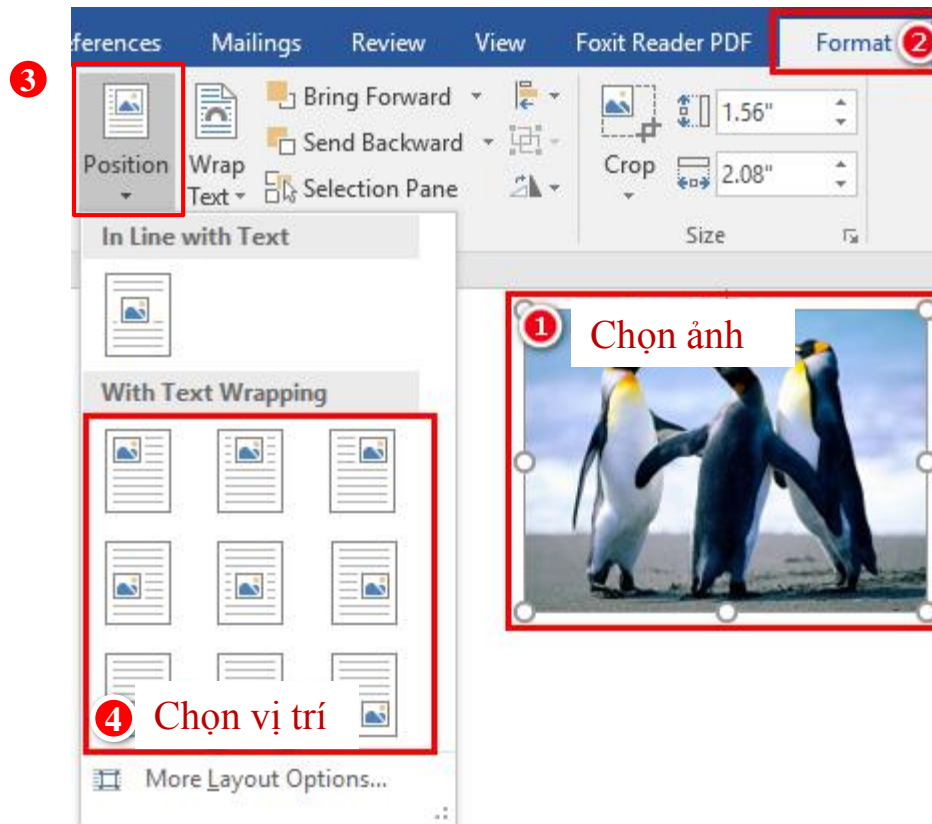 ferences Mailings Review View Foxit Reader PDF Format 2
3
Position
Wrap Text
Bring Forward
Send Backward
Selection Pane
Crop
1.56"
2.08"
Size
In Line with Text
1 Chọn ảnh
With Text Wrapping
4 Chọn vị trí
More Layout Options...